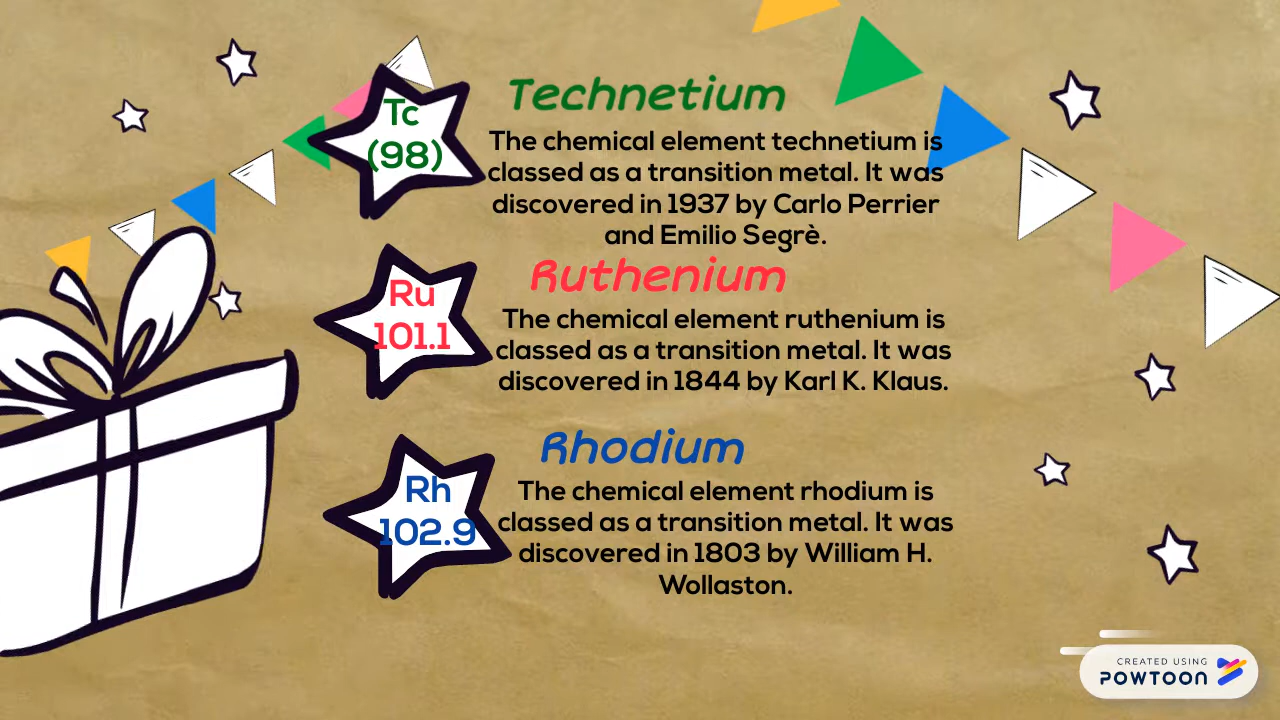 Technetium
Tc
(98)
The chemical element technetium is
classed as a transition metal. It was
discovered in 1937 by Carlo Perrier
and Emilio Segrè.
Ruthenium
Ru
101.1
The chemical element ruthenium is
classed as a transition metal. It was
discovered in 1844 by Karl K. Klaus.
Rhodium
Rh
102.9
The chemical element rhodium is
classed as a transition metal. It was
discovered in 1803 by William H.
Wollaston.
CREATED USING
POWTOON